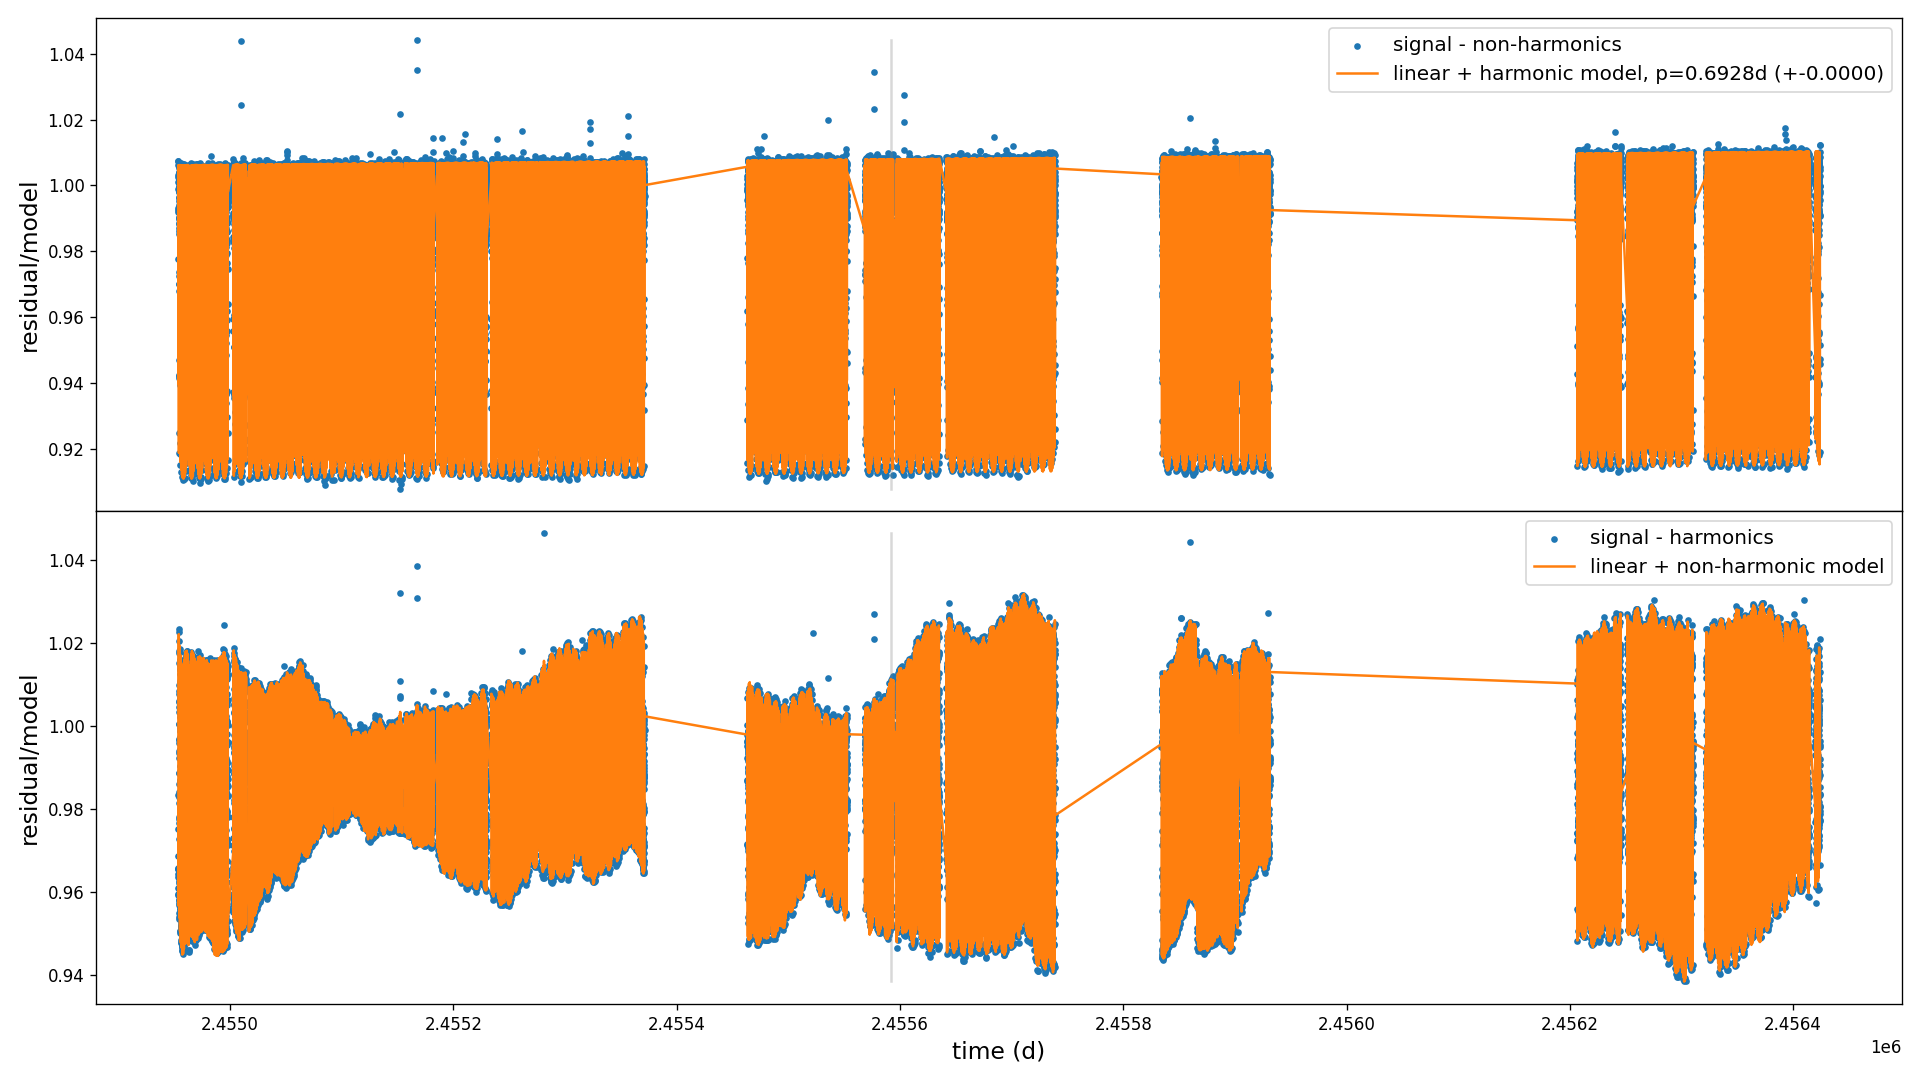 signal - non-harmonics
linear + harmonic model, p=0.6928d (+-0.0000)
residual/model
1.04
1.02
1.00
0.98
0.96
0.94
0.92
signal - harmonics
linear + non-harmonic model
residual/model
1.04
1.02
1.00
0.98
0.96
0.94
2.4550 2.4552 2.4554 2.4556 2.4558 2.4560 2.4562 2.4564
time (d)
1e6